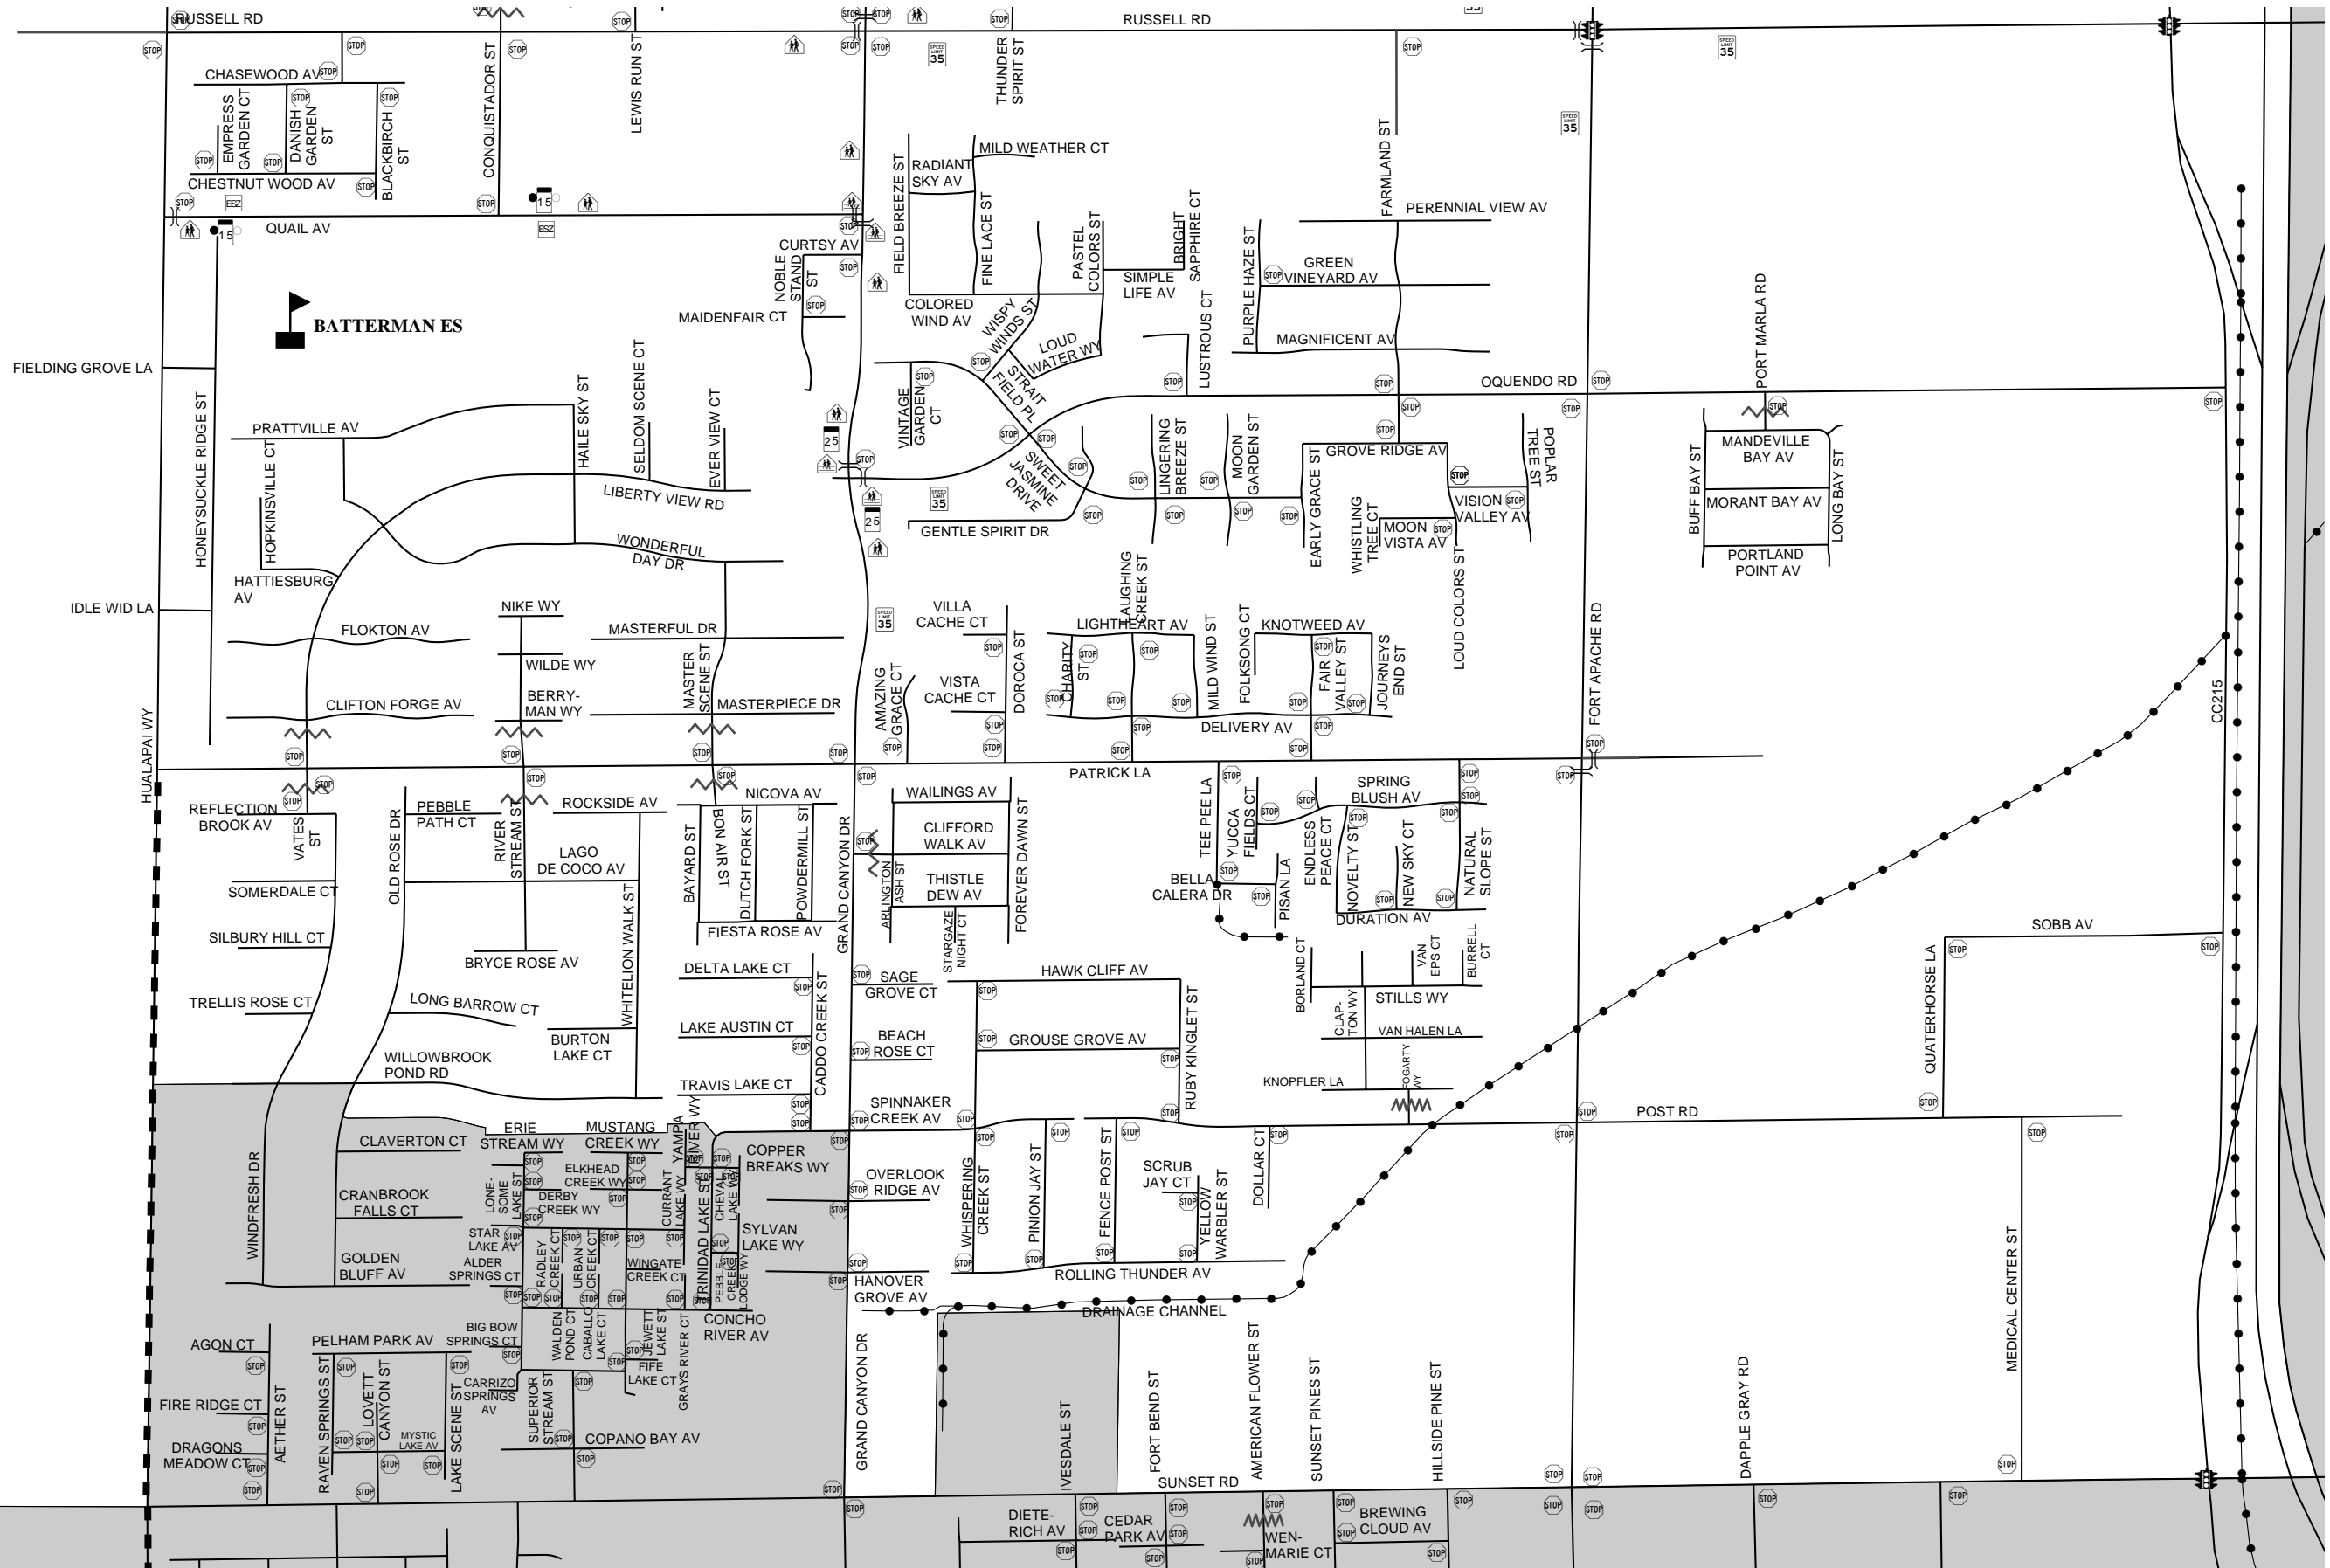 RUSSELL RD
RUSSELL RD
CHASEWOOD AV
EMPRESS
GARDEN CT
DANISH
GARDEN
ST
BLACKBIRCH
ST
CONQUISTADOR ST
LEWIS RUN ST
THUNDER
SPIRIT ST
CHESTNUT WOOD AV
QUAIL AV
ESZ
ESZ
15
15
SPEED
LIMIT
35
SPEED
LIMIT
35
SPEED
LIMIT
35
FIELD BREEZE ST
RADIANT
SKY AV
MILD WEATHER CT
FINE LACE ST
PASTEL
COLORS ST
BRIGHT
SAPPHIRE CT
SIMPLE
LIFE AV
FARMLAND ST
PERENNIAL VIEW AV
PURPLE HAZE ST
GREEN
VINEYARD AV
MAGNIFICENT AV
LUSTROUS CT
CURTSY AV
NOBLE
STAND
ST
MAIDENFAIR CT
COLORED
WIND AV
WISPY
WINDS ST
LOUD
WATER WY
STRAIT
FIELD PL
VINTAGE
GARDEN
CT
BATTERMAN ES
FIELDING GROVE LA
HONEYSUCKLE RIDGE ST
PRATTVILLE AV
HOPKINSVILLE CT
HAILE SKY ST
SELDOM SCENE CT
EVER VIEW CT
LIBERTY VIEW RD
WONDERFUL
DAY DR
HATTIESBURG
AV
IDLE WID LA
25
25
SPEED
LIMIT
35
SPEED
LIMIT
35
SWEET
JASMINE
DRIVE
GENTLE SPIRIT DR
LINGERING
BREEZE ST
MOON
GARDEN ST
EARLY GRACE ST
GROVE RIDGE AV
WHISTLING
TREE CT
MOON
VISTA AV
VISION
VALLEY AV
POPLAR
TREE ST
LOUD COLORS ST
OQUENDO RD
PORT MARLA RD
BUFF BAY ST
MANDEVILLE
BAY AV
MORANT BAY AV
PORTLAND
POINT AV
LONG BAY ST
FLOKTON AV
NIKE WY
WILDE WY
BERRY-
MAN WY
CLIFTON FORGE AV
MASTERFUL DR
MASTER
SCENE ST
MASTERPIECE DR
VILLA
CACHE CT
VISTA
CACHE CT
AMAZING
GRACE CT
DOROCA ST
LAUGHING
CREEK ST
LIGHTHEART AV
CHARITY
ST
MILD WIND ST
FOLKSONG CT
KNOTWEED AV
FAIR
VALLEY ST
JOURNEYS
END ST
DELIVERY AV
FORT APACHE RD
CC215
HUALAPAI WY
PATRICK LA
REFLECTION
BROOK AV
VATES
ST
OLD ROSE DR
PEBBLE
PATH CT
RIVER
STREAM ST
ROCKSIDE AV
LAGO
DE COCO AV
WHITELION WALK ST
SOMERDALE CT
SILBURY HILL CT
BRYCE ROSE AV
TRELLIS ROSE CT
LONG BARROW CT
BURTON
LAKE CT
WILLOWBROOK
POND RD
NICOVA AV
BAYARD ST
BON AIR ST
DUTCH FORK ST
POWDERMILL ST
FIESTA ROSE AV
DELTA LAKE CT
LAKE AUSTIN CT
TRAVIS LAKE CT
CADDO CREEK ST
GRAND CANYON DR
WAILINGS AV
CLIFFORD
WALK AV
ARLINGTON
ASH ST
THISTLE
DEW AV
STARGAZE
NIGHT CT
FOREVER DAWN ST
SAGE
GROVE CT
BEACH
ROSE CT
SPINNAKER
CREEK AV
HAWK CLIFF AV
GROUSE GROVE AV
RUBY KINGLET ST
TEE PEE LA
YUCCA
FIELDS CT
BELLA
CALERA DR
PISAN LA
SPRING
BLUSH AV
ENDLESS
PEACE CT
NOVELTY ST
NEW SKY CT
NATURAL
SLOPE ST
DURATION AV
BORLAND CT
VAN
EPS CT
BURRELL
CT
STILLS WY
CLAP-
TON WY
VAN HALEN LA
KNOPFLER LA
FOGARTY
WY
POST RD
SOBB AV
QUATERHORSE LA
MEDICAL CENTER ST
WINDFRESH DR
CLAVERTON CT
CRANBROOK
FALLS CT
GOLDEN
BLUFF AV
ERIE
STREAM WY
MUSTANG
CREEK WY
YAMPA
RIVER WY
LONE-
SOME
LAKE ST
ELKHEAD
CREEK WY
DERBY
CREEK WY
CURRANT
LAKE WY
TRINIDAD LAKE ST
CHEVAL
LAKE WY
COPPER
BREAKS WY
SYLVAN
LAKE WY
STAR
LAKE AV
ALDER
SPRINGS CT
RADLEY
CREEK CT
URBAN
CREEK CT
WINGATE
CREEK CT
PEBBLE
CREEK
LODGE WY
CONCHO
RIVER AV
BIG BOW
SPRINGS CT
WALDEN
POND CT
CABALLO
LAKE CT
JEWETT
LAKE ST
FIFE
LAKE CT
GRAYS RIVER CT
CARRIZO
SPRINGS
AV
SUPERIOR
STREAM ST
COPANO BAY AV
AGON CT
FIRE RIDGE CT
DRAGONS
MEADOW CT
AETHER ST
PELHAM PARK AV
RAVEN SPRINGS ST
LOVETT
CANYON ST
MYSTIC
LAKE AV
LAKE SCENE ST
OVERLOOK
RIDGE AV
HANOVER
GROVE AV
WHISPERING
CREEK ST
PINION JAY ST
FENCE POST ST
SCRUB
JAY CT
YELLOW
WARBLER ST
DOLLAR CT
ROLLING THUNDER AV
DRAINAGE CHANNEL
GRAND CANYON DR
IVESDALE ST
FORT BEND ST
AMERICAN FLOWER ST
SUNSET PINES ST
HILLSIDE PINE ST
DAPPLE GRAY RD
SUNSET RD
DIETE-
RICH AV
CEDAR
PARK AV
WEN-
MARIE CT
BREWING
CLOUD AV